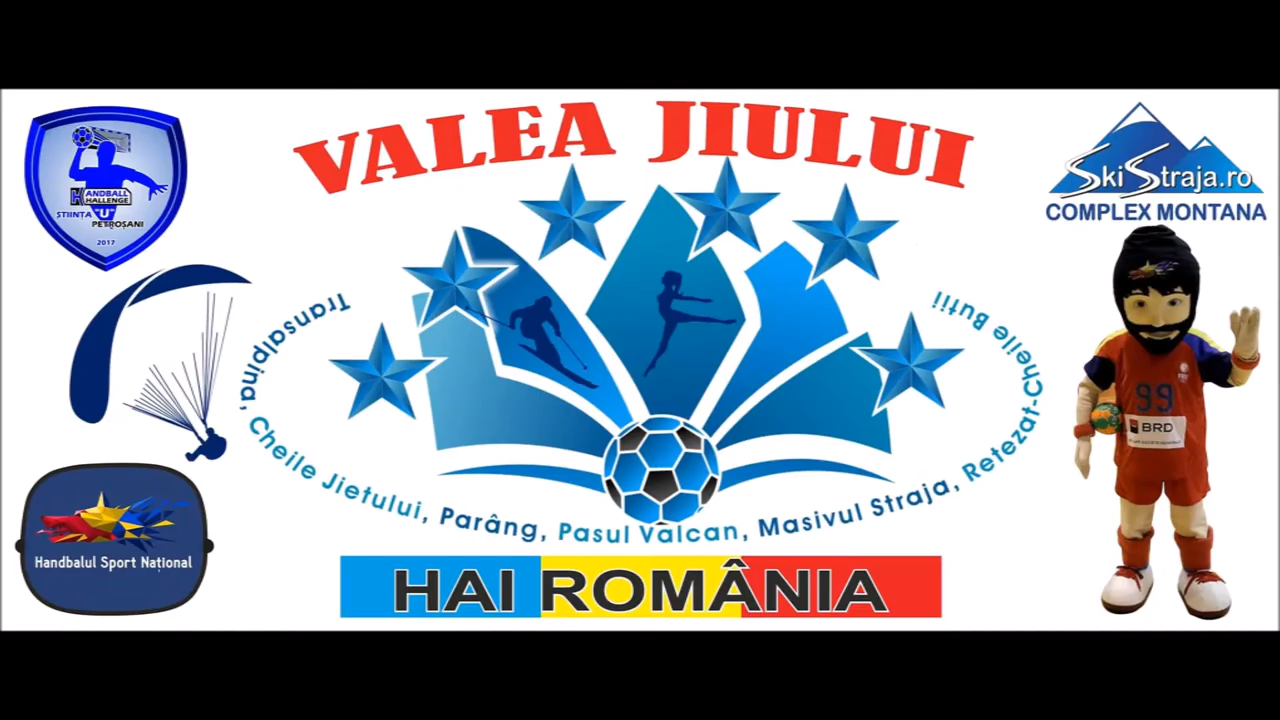 VALEA JIULUI
HANDBALL
CHALLENGE
ȘTIINȚA
U
PETROȘANI
2017
SkiStraja.ro
COMPLEX MONTANA
Transalpina, Cheile Jietului, Parâng, Pasul Valcan, Masivul Straja, Retezat-Cheile Butii
99
BRD
Handbalul Sport Național
HAI ROMÂNIA